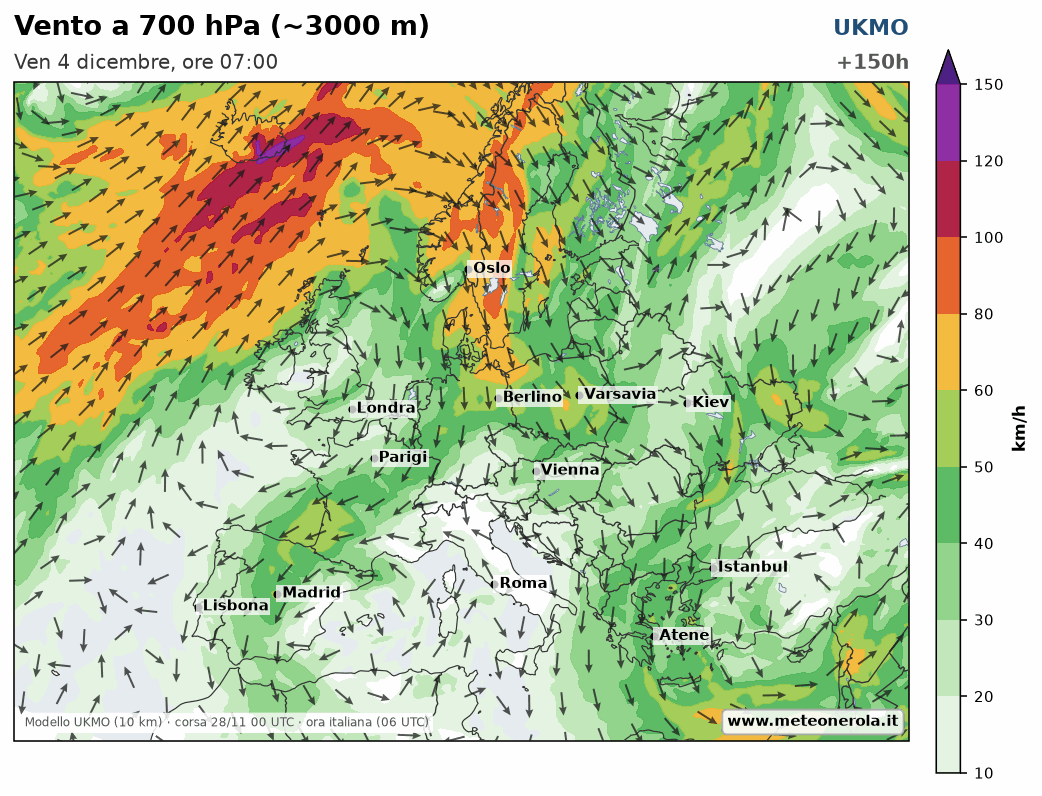 Vento a 700 hPa (~3000 m)
UKMO
Ven 4 dicembre, ore 07:00
+150h
150
120
100
80
60
50
40
30
20
10
km/h
Oslo
Berlino
Varsavia
Kiev
Londra
Parigi
Vienna
Istanbul
Roma
Madrid
Lisbona
Atene
Modello UKMO (10 km) · corsa 28/11 00 UTC · ora italiana (06 UTC)
www.meteonerola.it